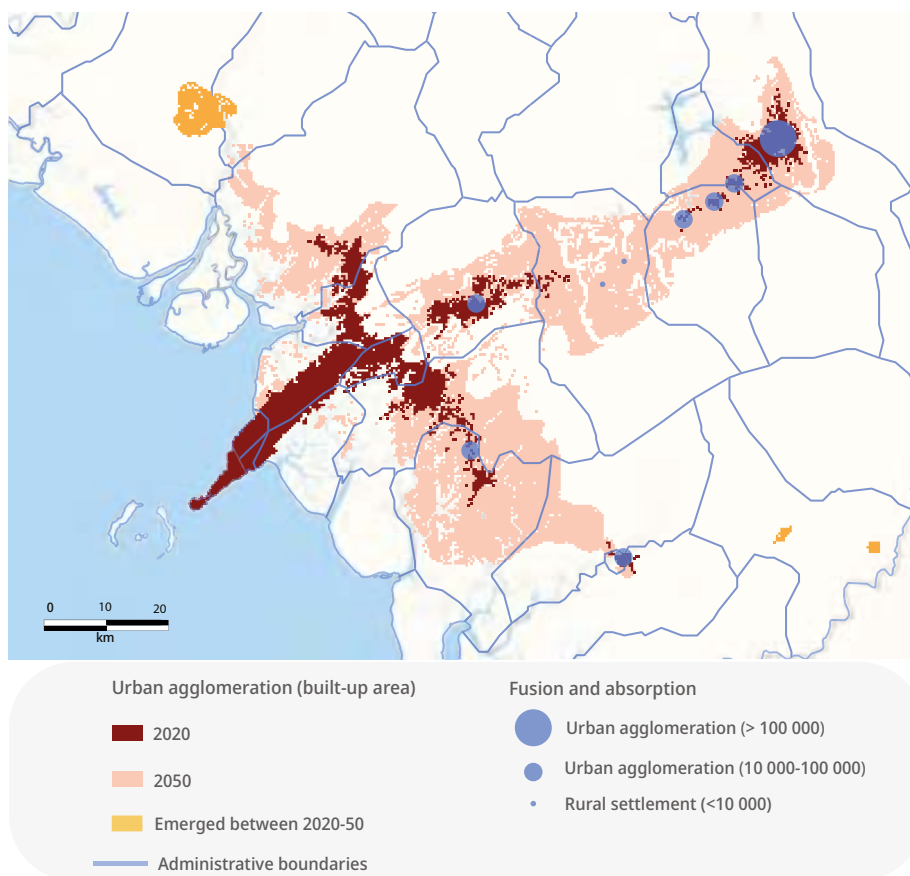 0 10 20
km
Urban agglomeration (built-up area)
2020
2050
Emerged between 2020-50
Administrative boundaries
Fusion and absorption
Urban agglomeration (> 100 000)
Urban agglomeration (10 000-100 000)
Rural settlement (<10 000)